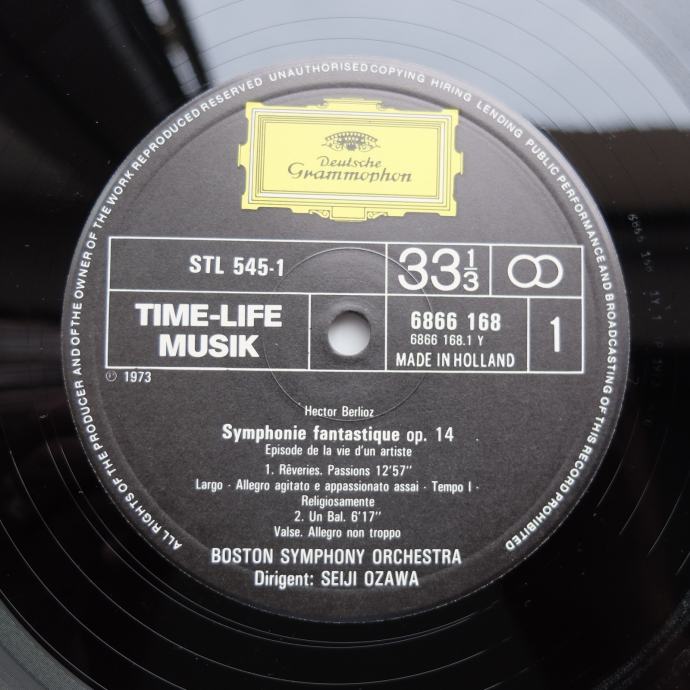 ALL RIGHTS OF THE PRODUCER AND OF THE OWNER OF THE WORK REPRODUCED RESERVED UNAUTHORISED COPYING HIRING LENDING PUBLIC PERFORMANCE AND BROADCASTING OF THIS RECORD PROHIBITED
Deutsche
Grammophon
STL 545-1
33 1/3
TIME-LIFE
MUSIK
6866 168
6866 168.1 Y
MADE IN HOLLAND
1
℗ 1973
Hector Berlioz
Symphonie fantastique op. 14
Episode de la vie d'un artiste
1. Rêveries. Passions 12'57"
Largo - Allegro agitato e appassionato assai - Tempo I -
Religiosamente
2. Un Bal. 6'17"
Valse. Allegro non troppo
BOSTON SYMPHONY ORCHESTRA
Dirigent: SEIJI OZAWA